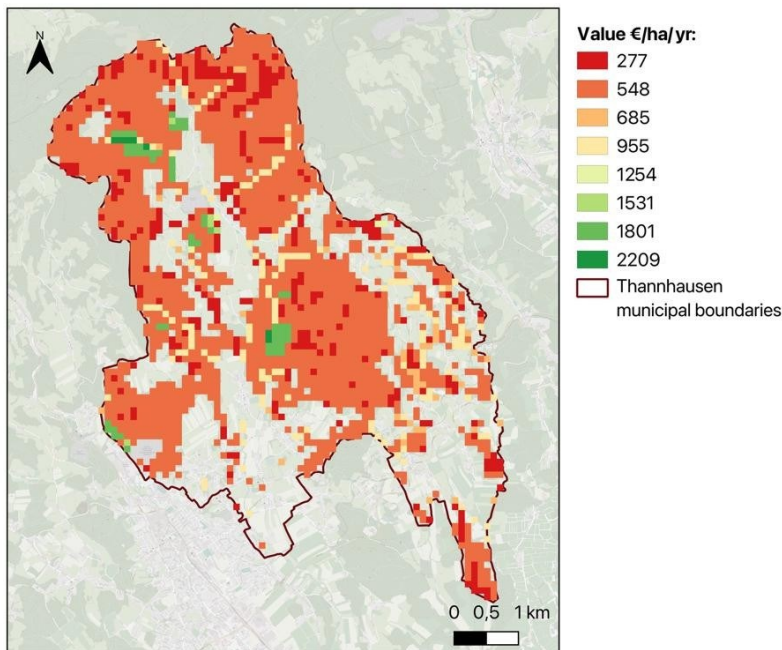 N
Value €/ha/yr:
277
548
685
955
1254
1531
1801
2209
Thannhausen
municipal boundaries
0 0,5 1 km